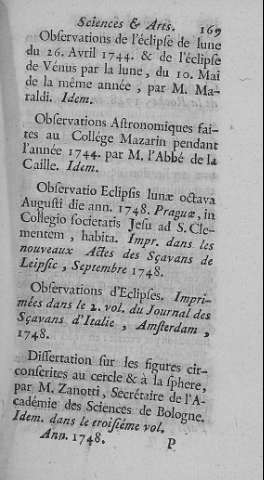 Sciences & Arts. 169
Observations de l'éclipse de lune
du 26. Avril 1744. & de l'éclipse
de Vénus par la lune, du 10. Mai
de la même année, par M. Ma-
raldi. Idem.
Observations Astronomiques fai-
tes au Collége Mazarin pendant
l'année 1744. par M. l'Abbé de la
Caille. Idem.
Observatio Eclipsis lunæ octava
Augusti die ann. 1748. Praguæ, in
Collegio societatis Jesu ad S. Cle-
mentem, habita. Impr. dans les
nouveaux Actes des Sçavans de
Leipsic, Septembre 1748.
Observations d'Eclipses. Impri-
mées dans le 2. vol. du Journal des
Sçavans d'Italie, Amsterdam,
1748.
Dissertation sur les figures cir-
conscrites au cercle & à la sphere,
par M. Zanotti, Secrétaire de l'A-
cadémie des Sciences de Bologne.
Idem. dans le troisiéme vol.
Ann. 1748. P